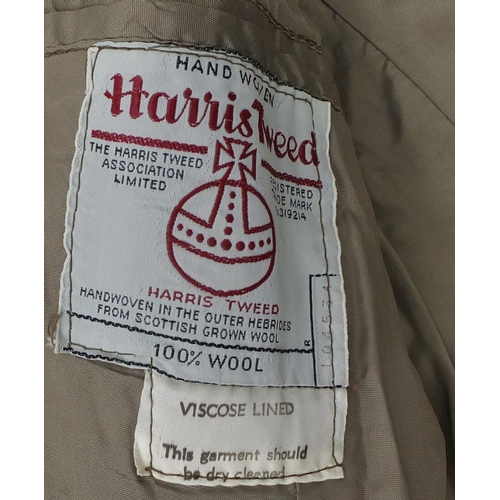 HAND WOVEN
Harris Tweed
THE HARRIS TWEED
ASSOCIATION
LIMITED
REGISTERED
TRADE MARK
319214
HARRIS TWEED
HANDWOVEN IN THE OUTER HEBRIDES
FROM SCOTTISH GROWN WOOL
R
100% WOOL
VISCOSE LINED
This garment should
be dry cleaned